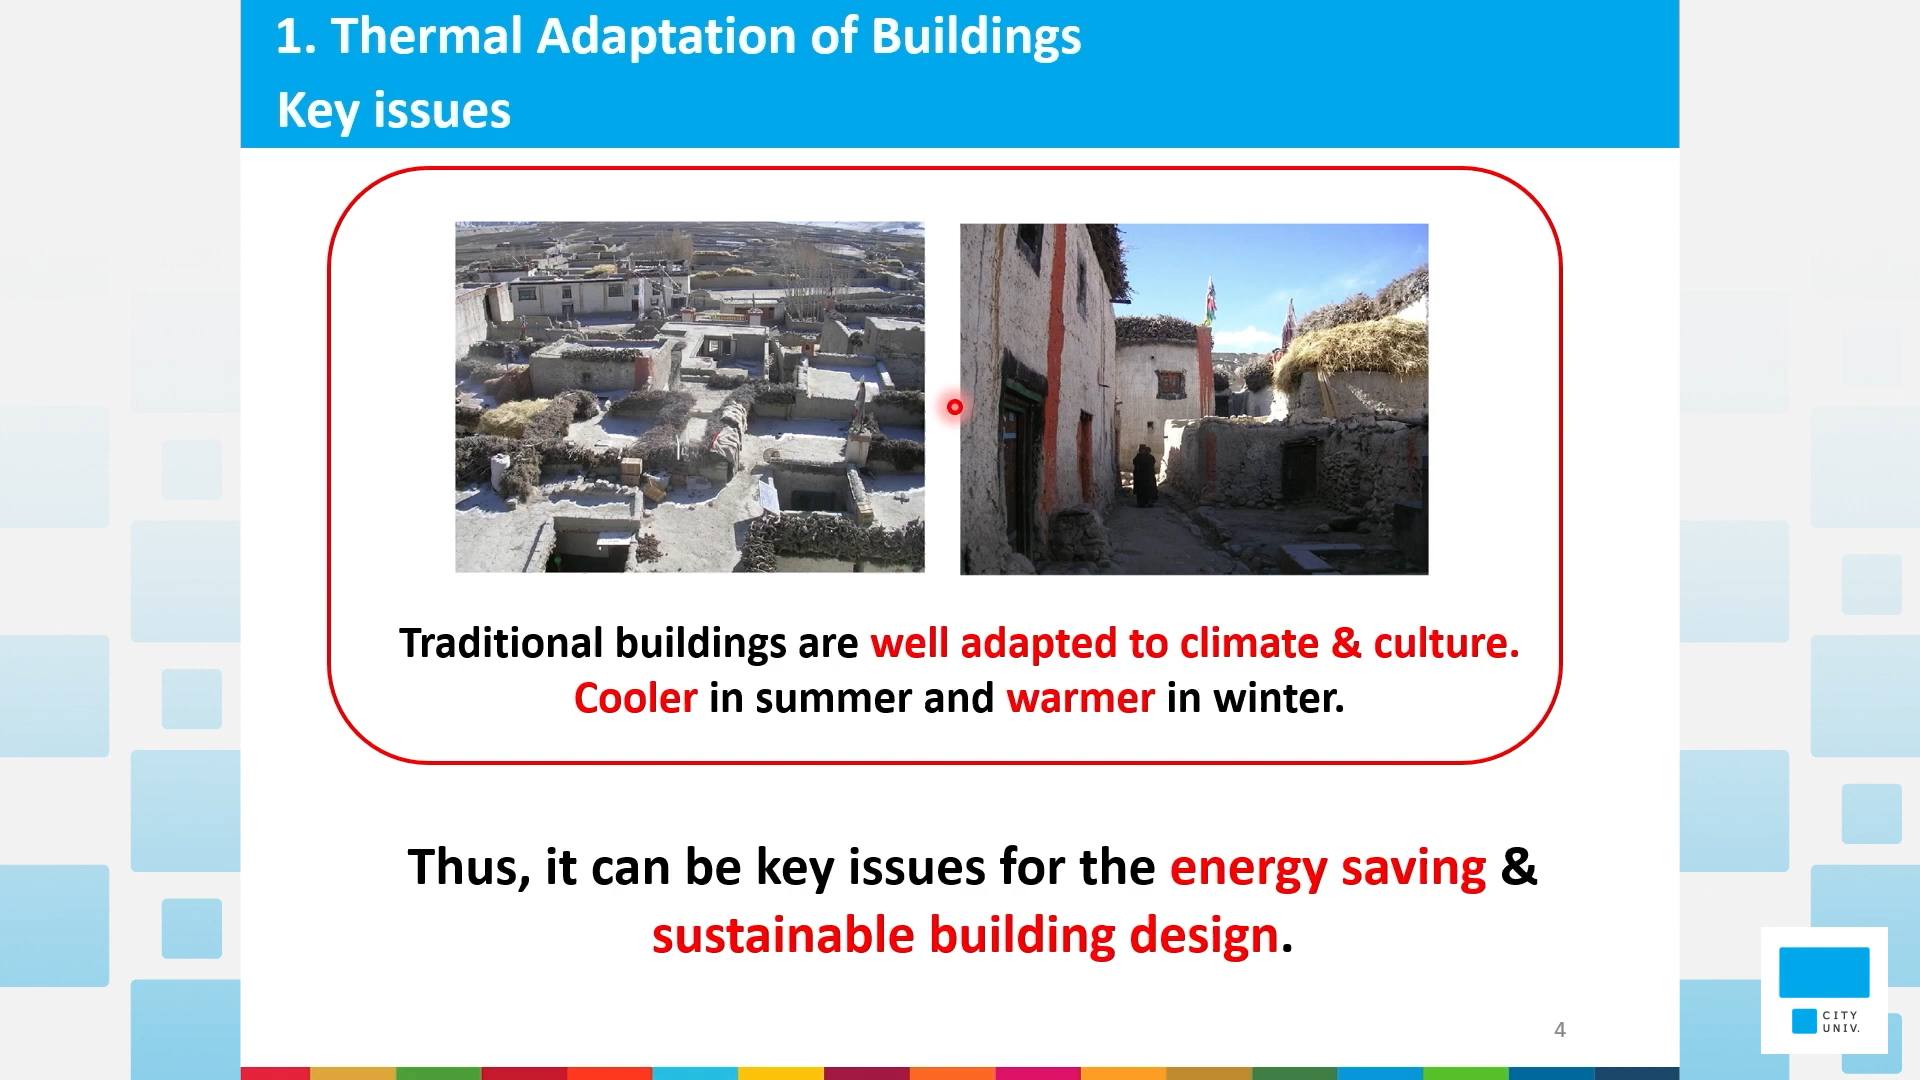 1. Thermal Adaptation of Buildings
Key issues
Traditional buildings are well adapted to climate & culture.
Cooler in summer and warmer in winter.
Thus, it can be key issues for the energy saving &
sustainable building design.
4
CITY
UNIV.